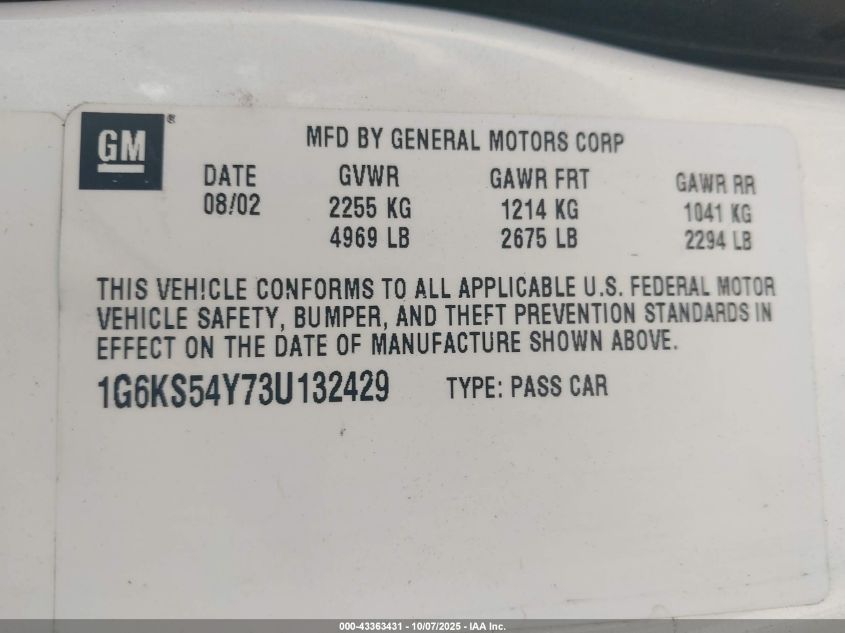 GM®
MFD BY GENERAL MOTORS CORP
DATE GVWR GAWR FRT GAWR RR
08/02 2255 KG 1214 KG 1041 KG
4969 LB 2675 LB 2294 LB
THIS VEHICLE CONFORMS TO ALL APPLICABLE U.S. FEDERAL MOTOR
VEHICLE SAFETY, BUMPER, AND THEFT PREVENTION STANDARDS IN
EFFECT ON THE DATE OF MANUFACTURE SHOWN ABOVE.
1G6KS54Y73U132429 TYPE: PASS CAR
000-43363431 - 10/07/2025 - IAA Inc.